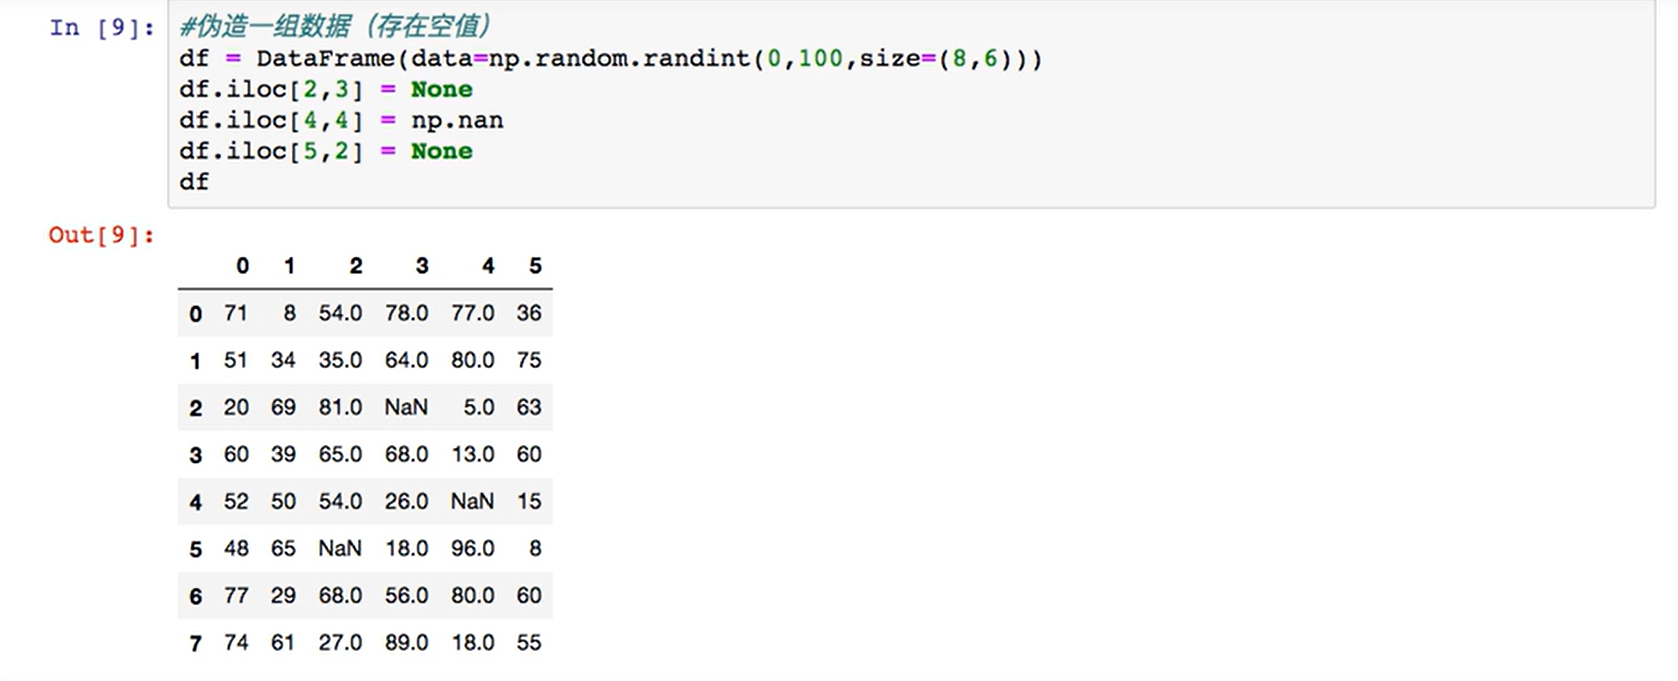 In [9]:
#伪造一组数据（存在空值）
df = DataFrame(data=np.random.randint(0,100,size=(8,6)))
df.iloc[2,3] = None
df.iloc[4,4] = np.nan
df.iloc[5,2] = None
df
Out[9]:
0 1 2 3 4 5
0 71 8 54.0 78.0 77.0 36
1 51 34 35.0 64.0 80.0 75
2 20 69 81.0 NaN 5.0 63
3 60 39 65.0 68.0 13.0 60
4 52 50 54.0 26.0 NaN 15
5 48 65 NaN 18.0 96.0 8
6 77 29 68.0 56.0 80.0 60
7 74 61 27.0 89.0 18.0 55